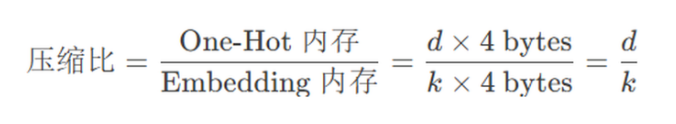 压缩比 = One-Hot 内存 / Embedding 内存 = d × 4 bytes / k × 4 bytes = d / k